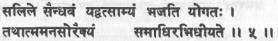 सलिले सैन्धवं यद्वत्साम्यं भजति योगतः ।
तथात्ममनसोरैक्यं समाधिरभिधीयते ॥ ५ ॥